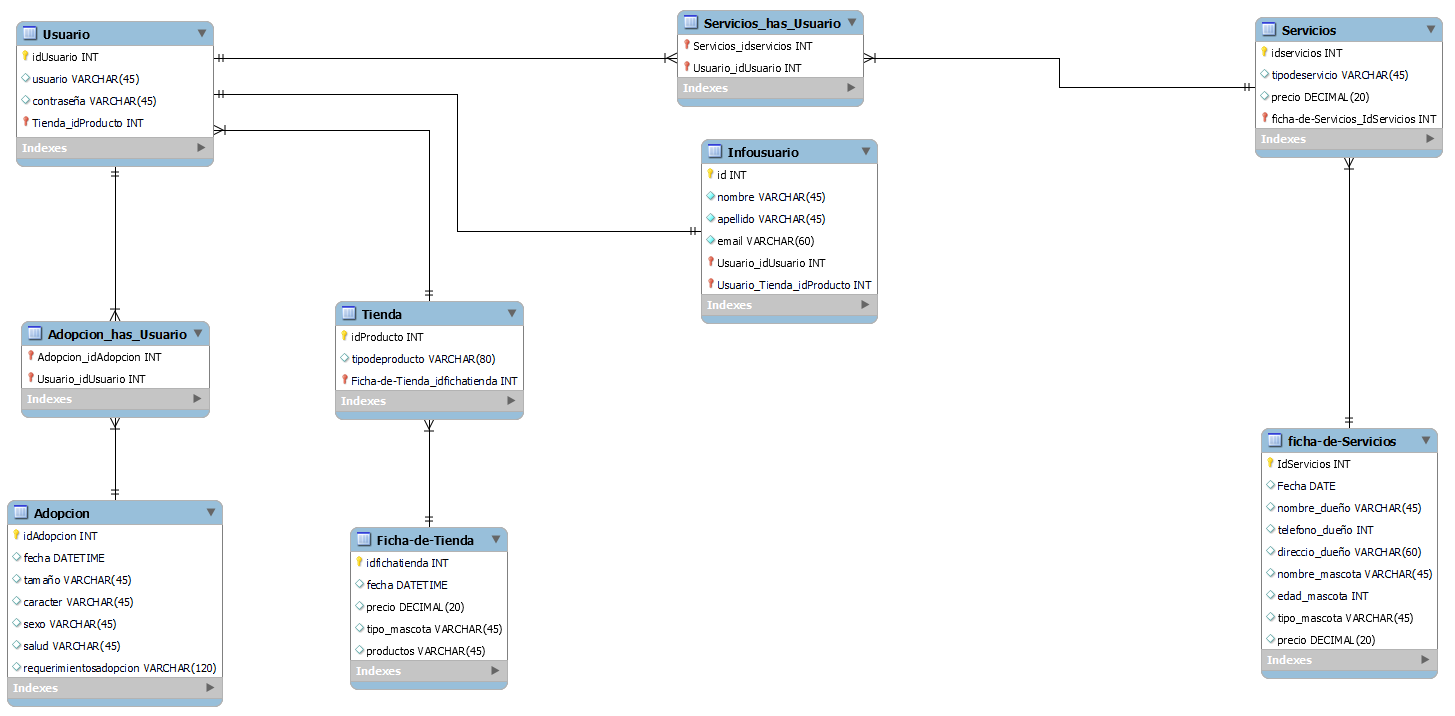 Usuario
idUsuario INT
usuario VARCHAR(45)
contraseña VARCHAR(45)
Tienda_idProducto INT
Indexes
Servicios_has_Usuario
Servicios_idservicios INT
Usuario_idUsuario INT
Indexes
Servicios
idservicios INT
tipodeservicio VARCHAR(45)
precio DECIMAL(20)
ficha-de-Servicios_IdServicios INT
Indexes
Infousuario
id INT
nombre VARCHAR(45)
apellido VARCHAR(45)
email VARCHAR(60)
Usuario_idUsuario INT
Usuario_Tienda_idProducto INT
Indexes
Adopcion_has_Usuario
Adopcion_idAdopcion INT
Usuario_idUsuario INT
Indexes
Tienda
idProducto INT
tipodeproducto VARCHAR(80)
Ficha-de-Tienda_idfichatienda INT
Indexes
Adopcion
idAdopcion INT
fecha DATETIME
tamaño VARCHAR(45)
caracter VARCHAR(45)
sexo VARCHAR(45)
salud VARCHAR(45)
requerimientosadopcion VARCHAR(120)
Indexes
Ficha-de-Tienda
idfichatienda INT
fecha DATETIME
precio DECIMAL(20)
tipo_mascota VARCHAR(45)
productos VARCHAR(45)
Indexes
ficha-de-Servicios
IdServicios INT
Fecha DATE
nombre_dueño VARCHAR(45)
telefono_dueño INT
direccio_dueño VARCHAR(60)
nombre_mascota VARCHAR(45)
edad_mascota INT
tipo_mascota VARCHAR(45)
precio DECIMAL(20)
Indexes